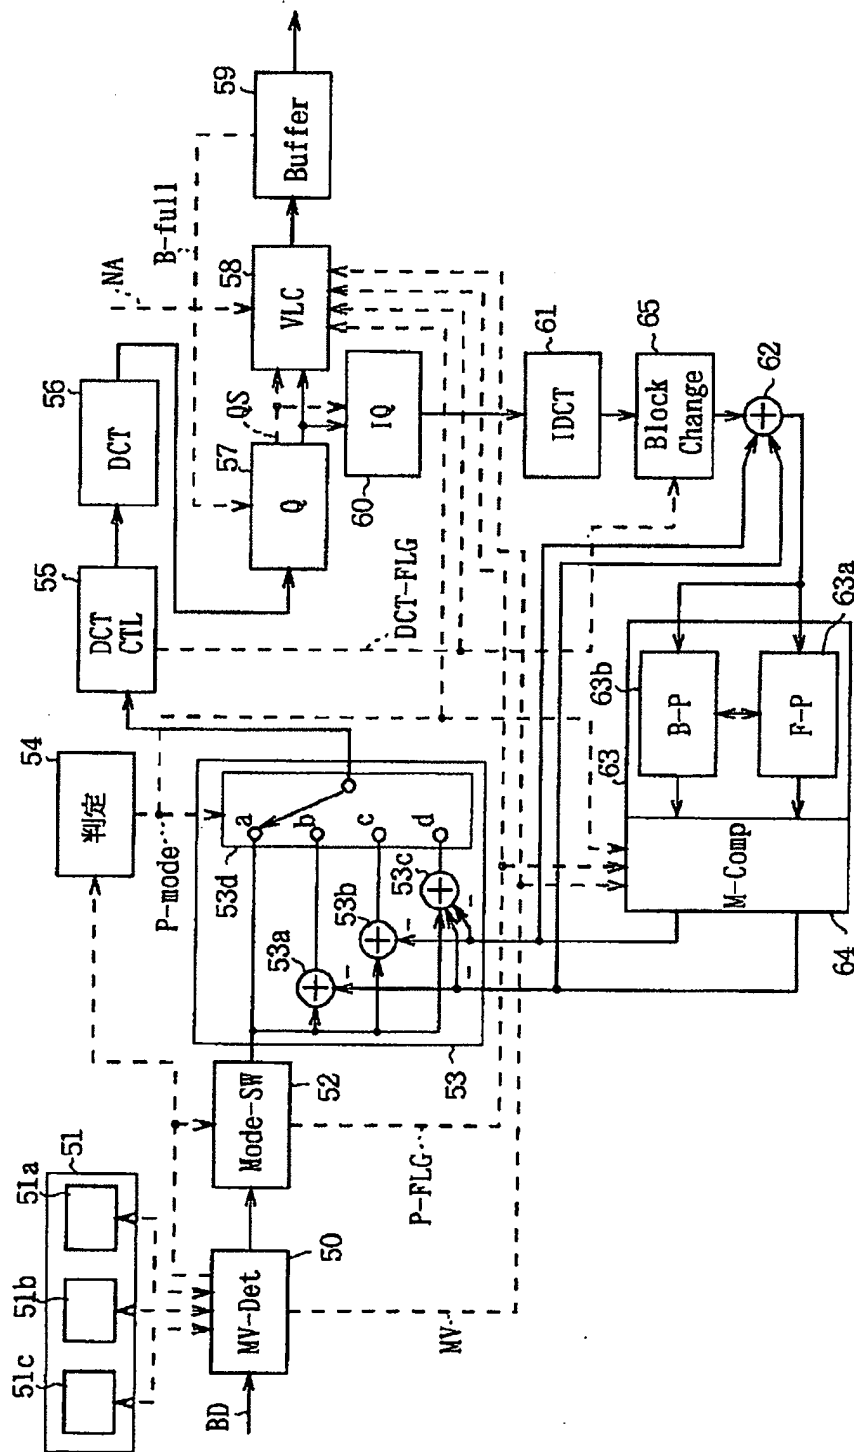 51
51c
51b
51a
BD
MV-Det
50
MV
Mode-SW
52
P-FLG
判定
54
P-mode
53
53a
53b
53c
53d
a
b
c
d
DCT
CTL
55
DCT
56
DCT-FLG
Q
57
QS
NA
B-full
VLC
58
Buffer
59
IQ
60
IDCT
61
Block
Change
65
62
63
63b
B-P
63a
F-P
M-Comp
64